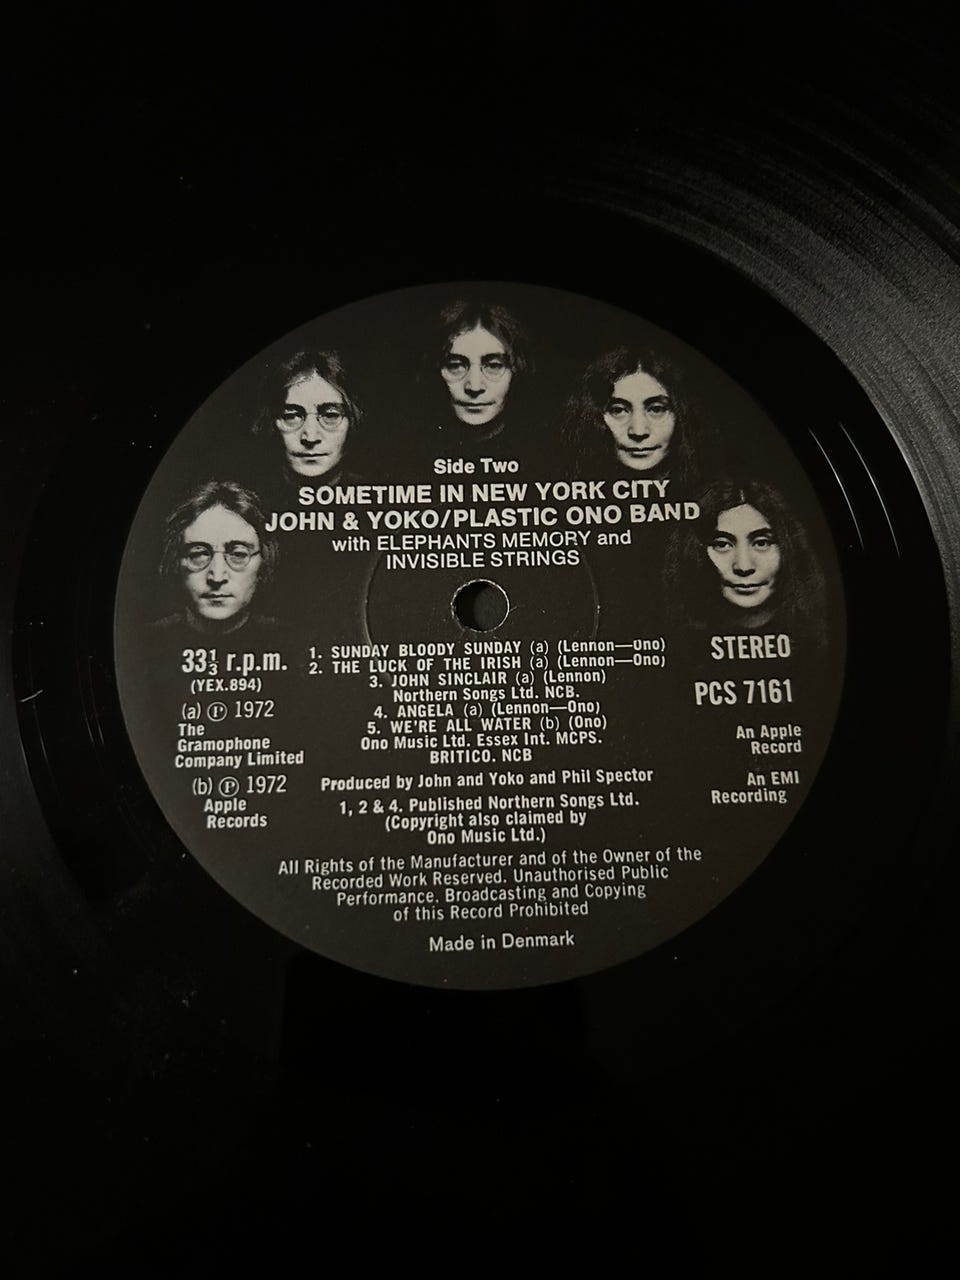 Side Two
SOMETIME IN NEW YORK CITY
JOHN & YOKO/PLASTIC ONO BAND
with ELEPHANTS MEMORY and
INVISIBLE STRINGS
33⅓ r.p.m.
(YEX.894)
(a) ℗ 1972
The
Gramophone
Company Limited
(b) ℗ 1972
Apple
Records
1. SUNDAY BLOODY SUNDAY (a) (Lennon—Ono)
2. THE LUCK OF THE IRISH (a) (Lennon—Ono)
3. JOHN SINCLAIR (a) (Lennon)
Northern Songs Ltd. NCB.
4. ANGELA (a) (Lennon—Ono)
5. WE'RE ALL WATER (b) (Ono)
Ono Music Ltd. Essex Int. MCPS.
BRITICO. NCB
Produced by John and Yoko and Phil Spector
1, 2 & 4. Published Northern Songs Ltd.
(Copyright also claimed by
Ono Music Ltd.)
STEREO
PCS 7161
An Apple
Record
An EMI
Recording
All Rights of the Manufacturer and of the Owner of the
Recorded Work Reserved. Unauthorised Public
Performance, Broadcasting and Copying
of this Record Prohibited
Made in Denmark